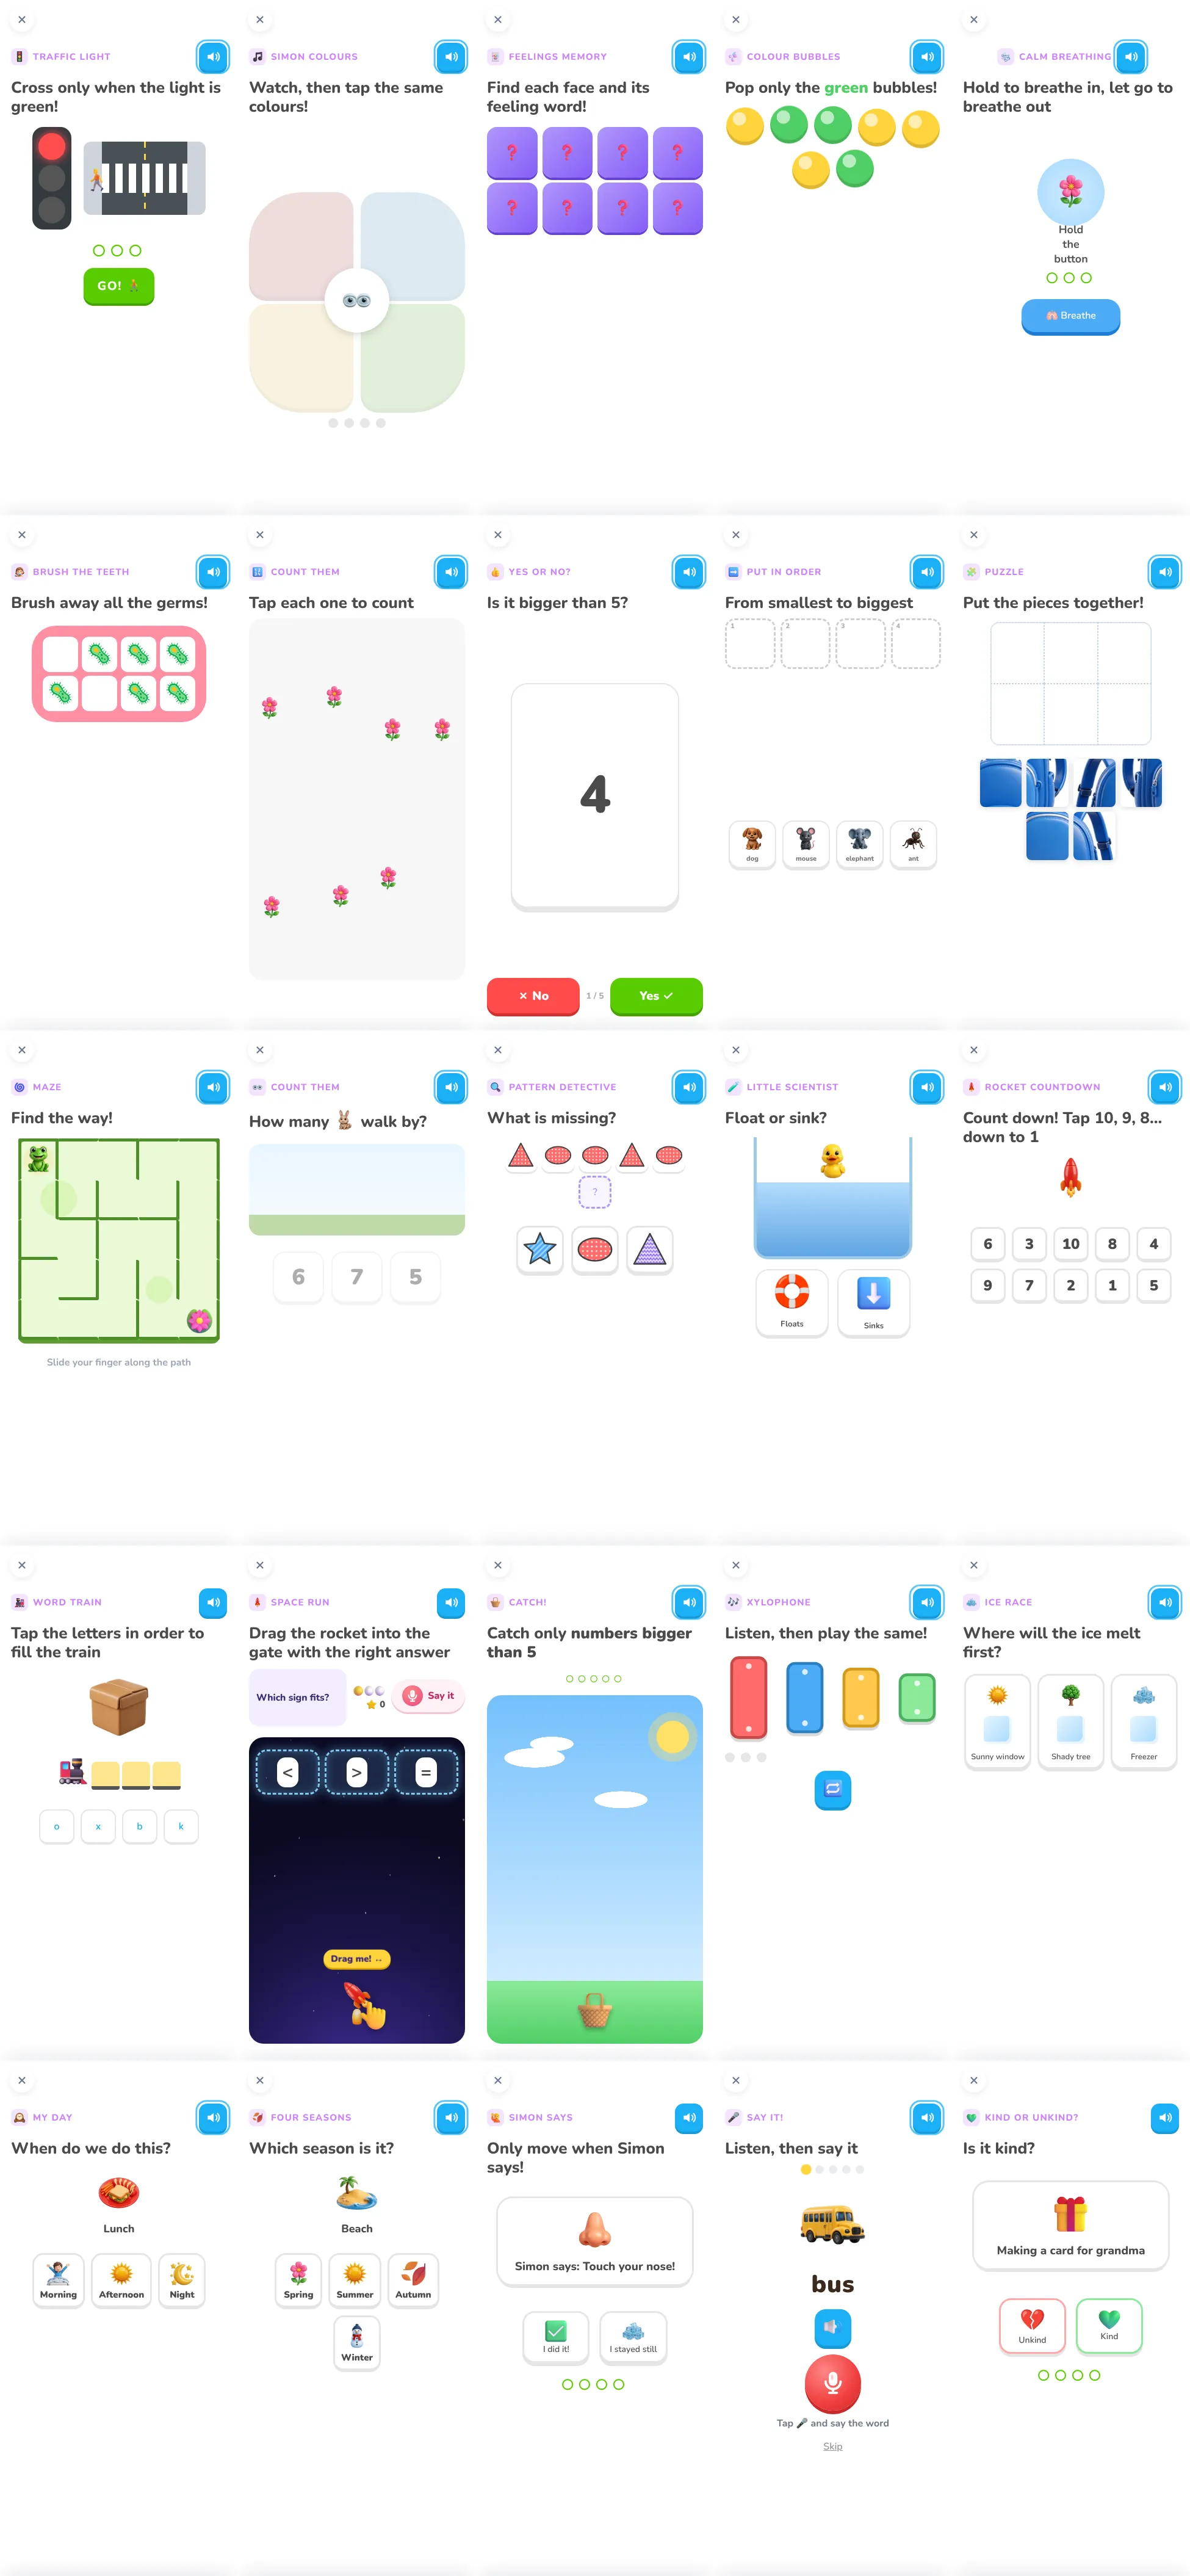 TRAFFIC LIGHT
Cross only when the light is
green!
GO!
SIMON COLOURS
Watch, then tap the same
colours!
FEELINGS MEMORY
Find each face and its
feeling word!
? ? ? ?
? ? ? ?
COLOUR BUBBLES
Pop only the green bubbles!
CALM BREATHING
Hold to breathe in, let go to
breathe out
Hold
the
button
Breathe
BRUSH THE TEETH
Brush away all the germs!
COUNT THEM
Tap each one to count
YES OR NO?
Is it bigger than 5?
4
✕ No
1 / 5
Yes ✓
PUT IN ORDER
From smallest to biggest
1 2 3 4
dog mouse elephant ant
PUZZLE
Put the pieces together!
MAZE
Find the way!
Slide your finger along the path
COUNT THEM
How many 🐰 walk by?
6 7 5
PATTERN DETECTIVE
What is missing?
?
LITTLE SCIENTIST
Float or sink?
Floats Sinks
ROCKET COUNTDOWN
Count down! Tap 10, 9, 8...
down to 1
6 3 10 8 4
9 7 2 1 5
WORD TRAIN
Tap the letters in order to
fill the train
o x b k
SPACE RUN
Drag the rocket into the
gate with the right answer
Which sign fits?
0
Say it
< > =
Drag me! ↔
CATCH!
Catch only numbers bigger
than 5
XYLOPHONE
Listen, then play the same!
ICE RACE
Where will the ice melt
first?
Sunny window Shady tree Freezer
MY DAY
When do we do this?
Lunch
Morning Afternoon Night
FOUR SEASONS
Which season is it?
Beach
Spring Summer Autumn
Winter
SIMON SAYS
Only move when Simon
says!
Simon says: Touch your nose!
I did it! I stayed still
SAY IT!
Listen, then say it
bus
Tap 🎤 and say the word
Skip
KIND OR UNKIND?
Is it kind?
Making a card for grandma
Unkind Kind